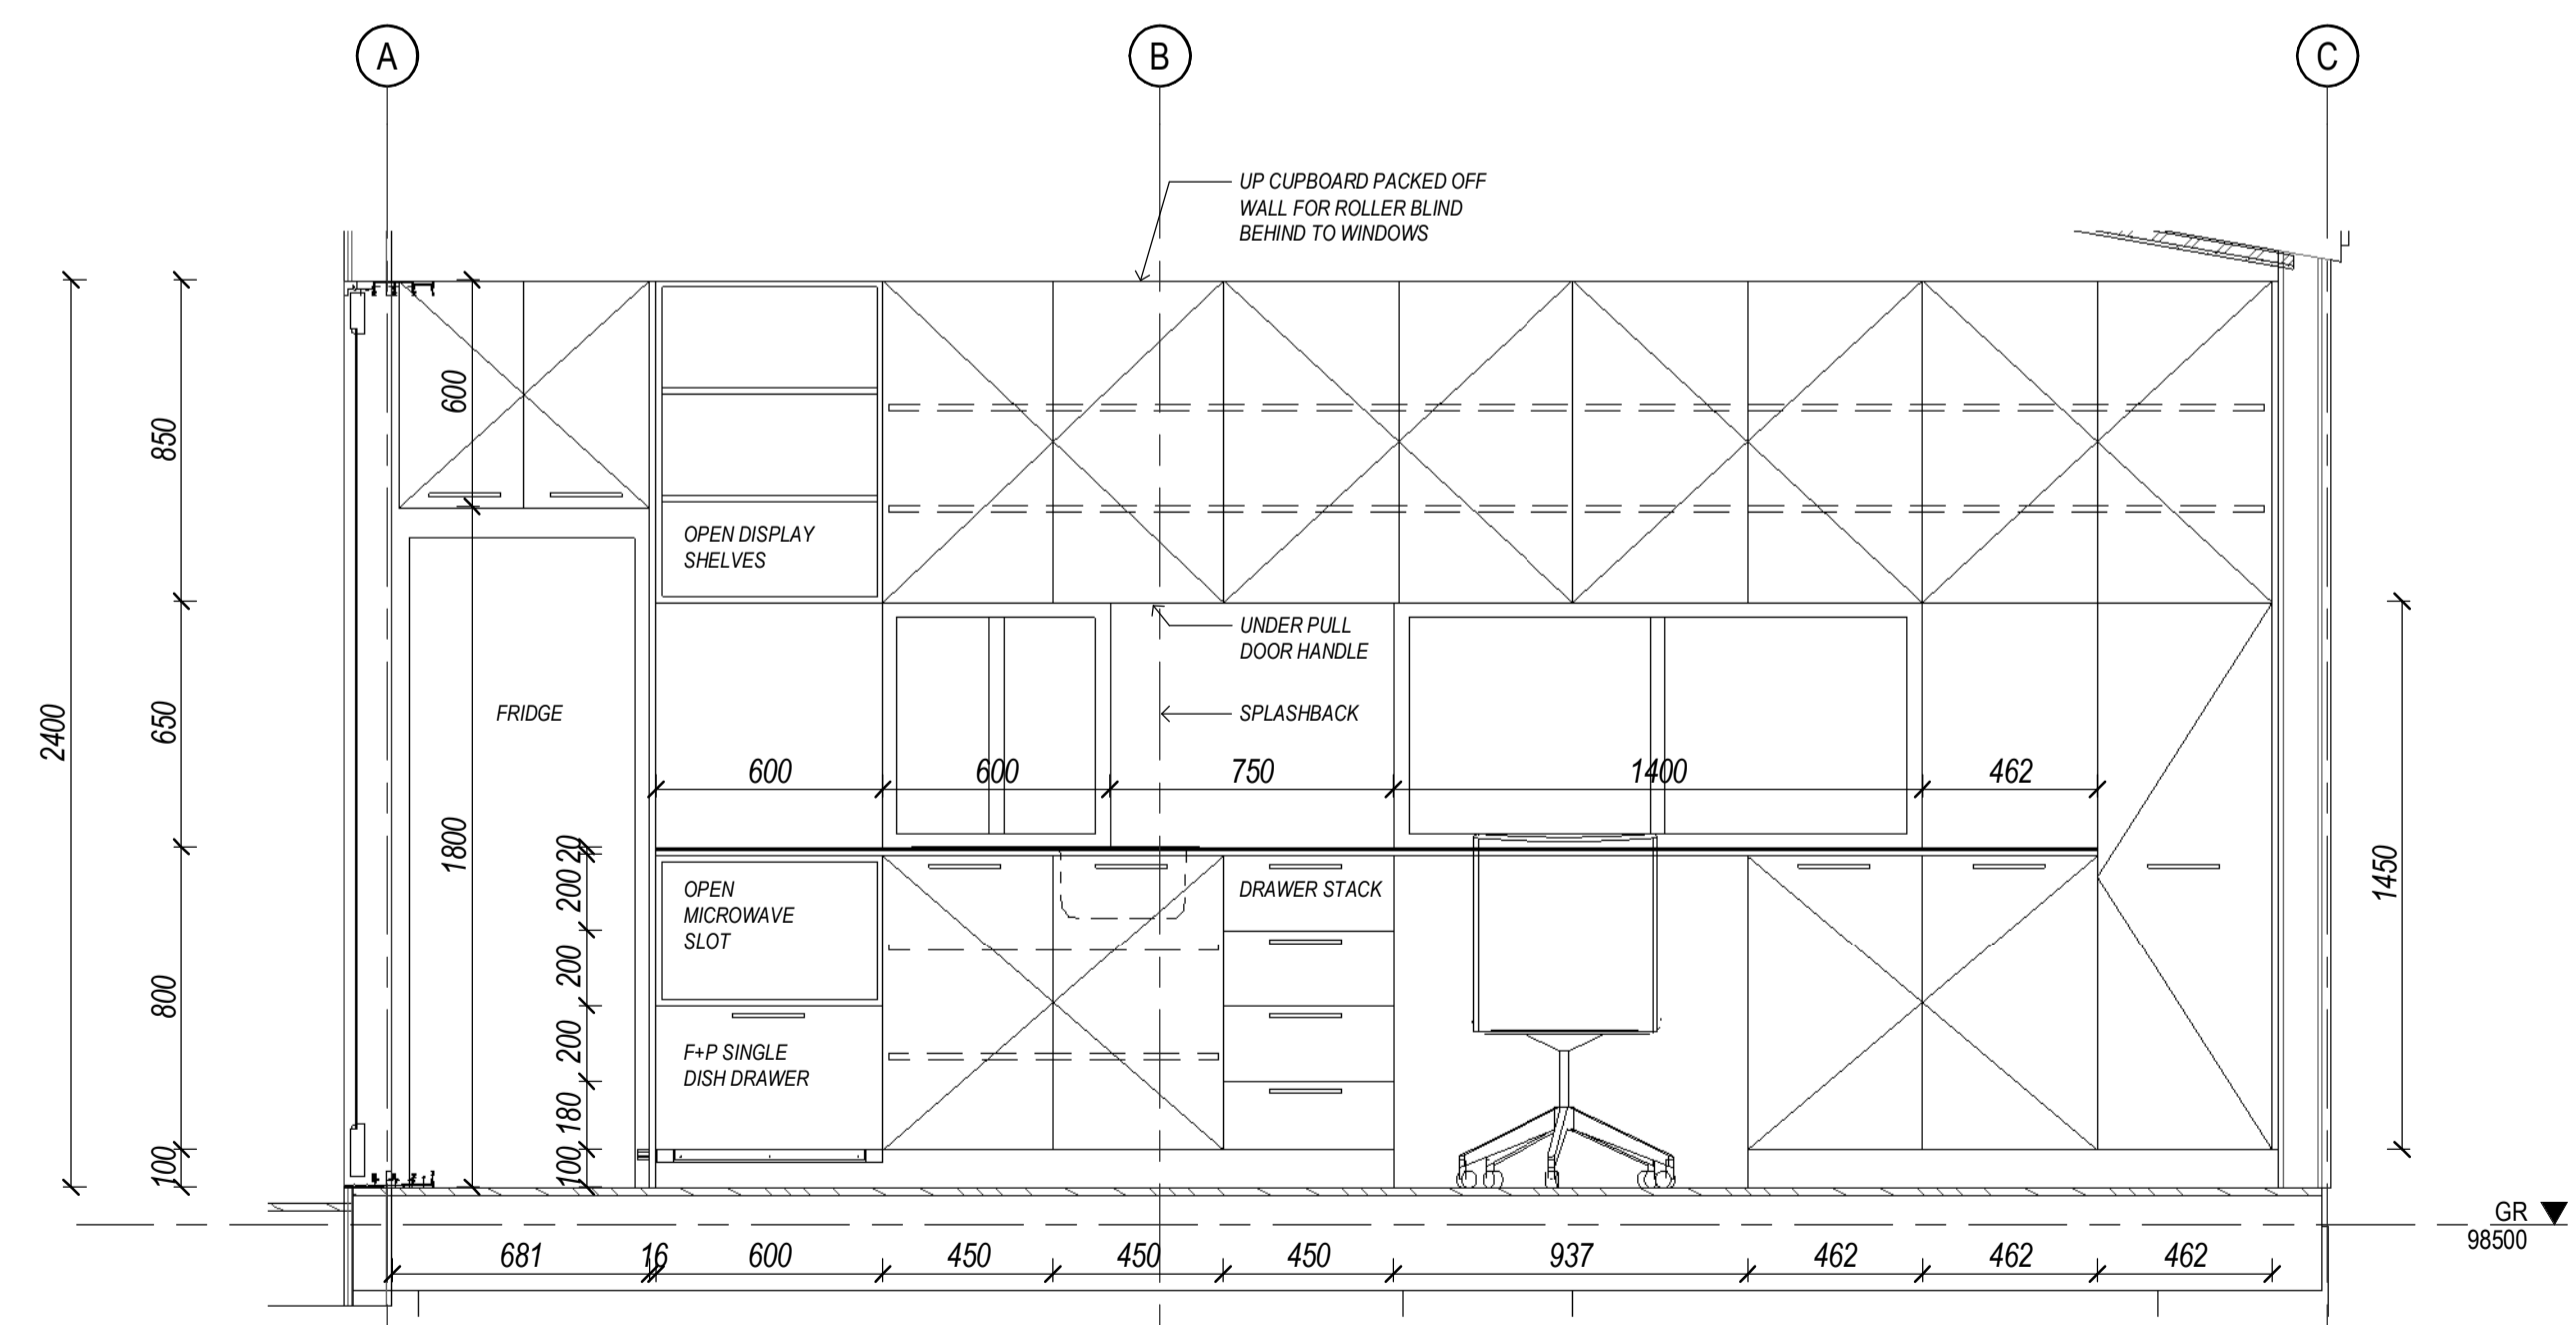 A
B
C
UP CUPBOARD PACKED OFF
WALL FOR ROLLER BLIND
BEHIND TO WINDOWS
2400
850
650
800
100
600
1800
OPEN DISPLAY
SHELVES
UNDER PULL
DOOR HANDLE
FRIDGE
SPLASHBACK
600
600
750
1400
462
20
200
200
200
180
100
OPEN
MICROWAVE
SLOT
DRAWER STACK
F+P SINGLE
DISH DRAWER
1450
GR
98500
681
16
600
450
450
450
937
462
462
462